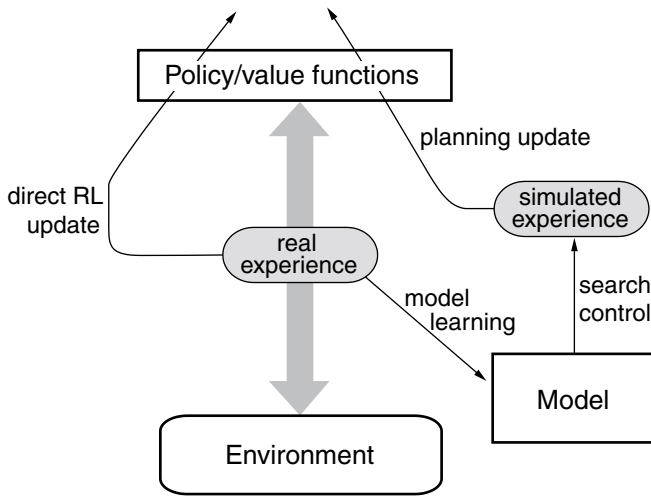 Policy/value functions
planning update
direct RL
update
simulated
experience
real
experience
model
learning
search
control
Model
Environment